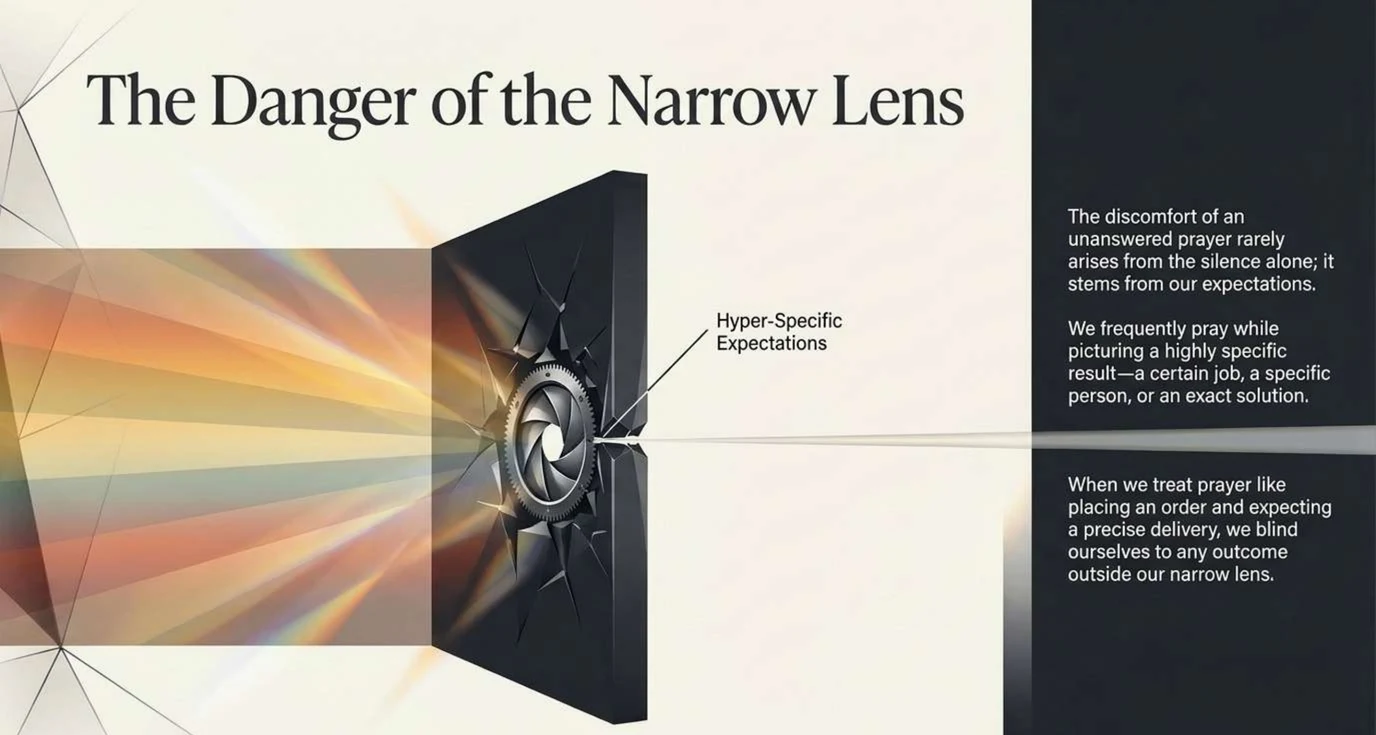 The Danger of the Narrow Lens
Hyper-Specific
Expectations
The discomfort of an
unanswered prayer rarely
arises from the silence alone; it
stems from our expectations.
We frequently pray while
picturing a highly specific
result—a certain job, a specific
person, or an exact solution.
When we treat prayer like
placing an order and expecting
a precise delivery, we blind
ourselves to any outcome
outside our narrow lens.